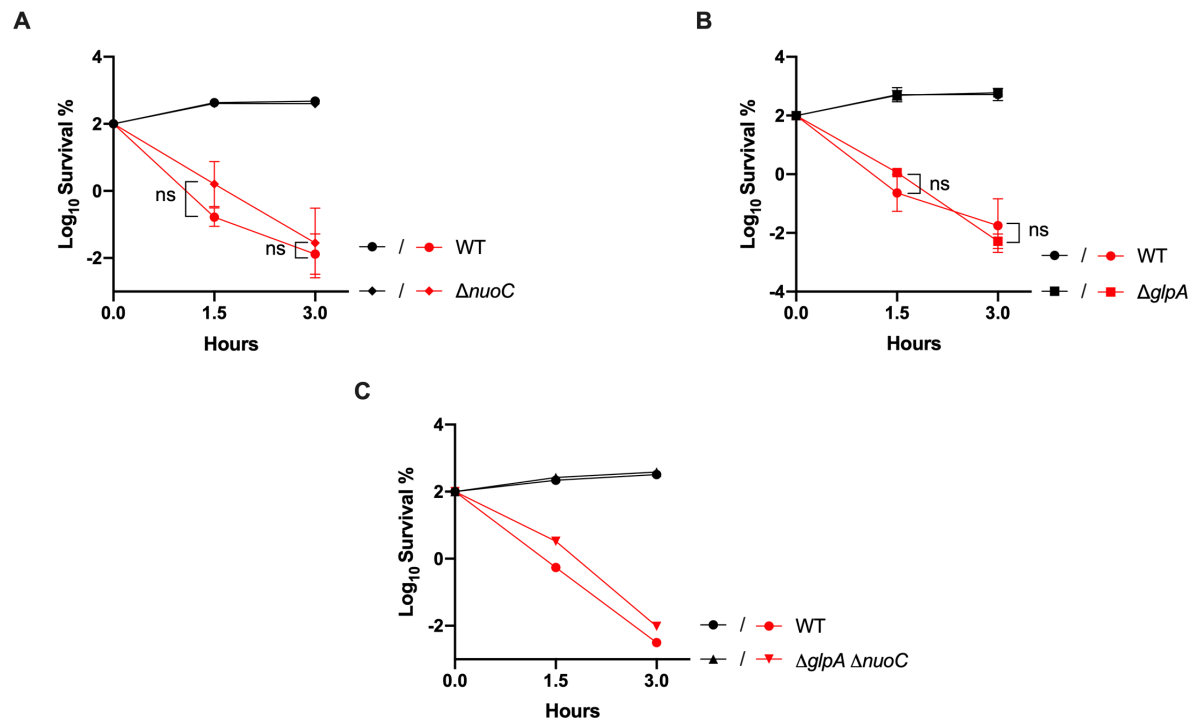 A
Log10 Survival %
4
2
0
-2
ns
ns
0.0 1.5 3.0
Hours
/ WT
/ ΔnuoC
B
Log10 Survival %
4
2
0
-2
-4
ns
ns
0.0 1.5 3.0
Hours
/ WT
/ ΔglpA
C
Log10 Survival %
4
2
0
-2
0.0 1.5 3.0
Hours
/ WT
/ ΔglpA ΔnuoC